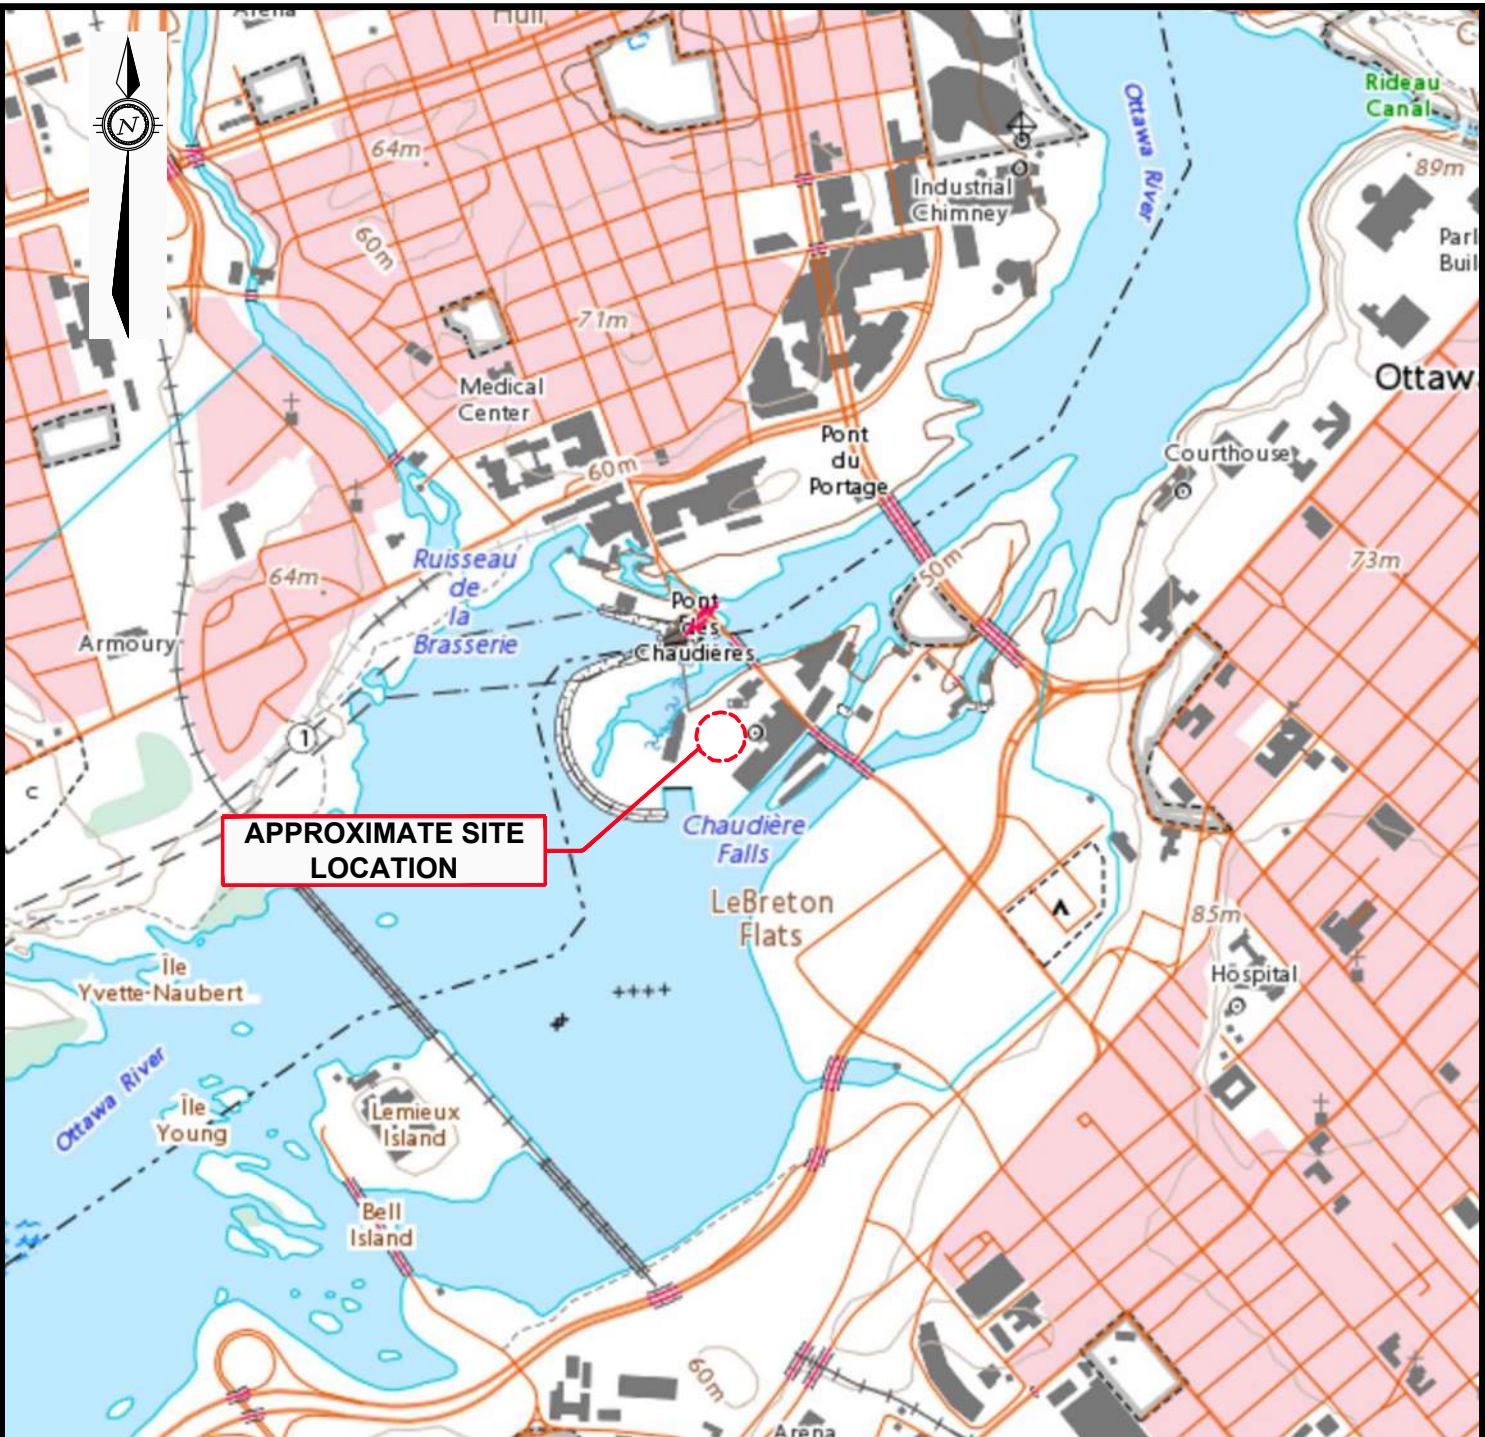 Arena
Hull
N
Rideau
Canal
Ottawa River
64m
89m
Industrial
Chimney
60m
Parl
Buil
71m
Ottaw
Medical
Center
Pont
du
Portage
Courthouse
60m
Ruisseau
de
la
Brasserie
50m
73m
64m
Pont
des
Chaudières
Armoury
1
C
APPROXIMATE SITE
LOCATION
Chaudière
Falls
LeBreton
Flats
85m
Île
Yvette-Naubert
Hospital
Ottawa River
Île
Young
Lemieux
Island
Bell
Island
60m
Arena